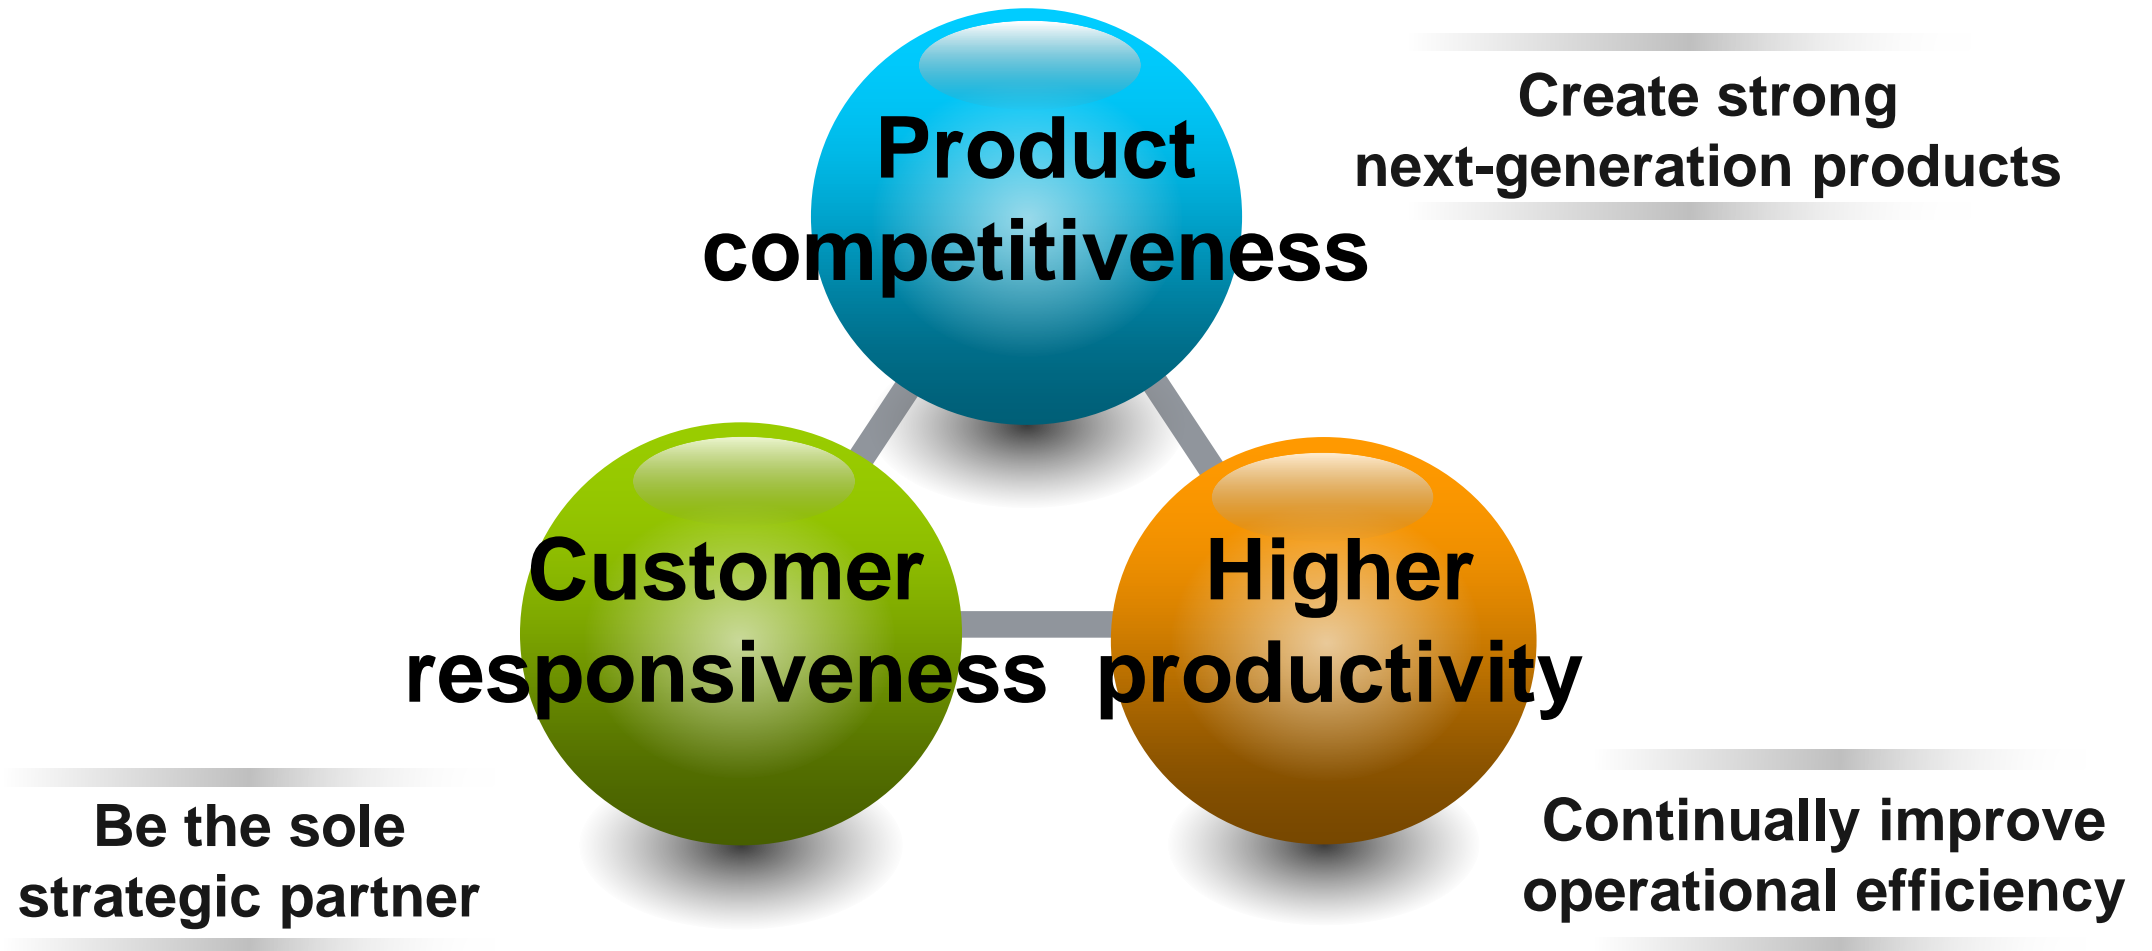 Product
competitiveness
Create strong
next-generation products
Customer
responsiveness
Higher
productivity
Be the sole
strategic partner
Continually improve
operational efficiency